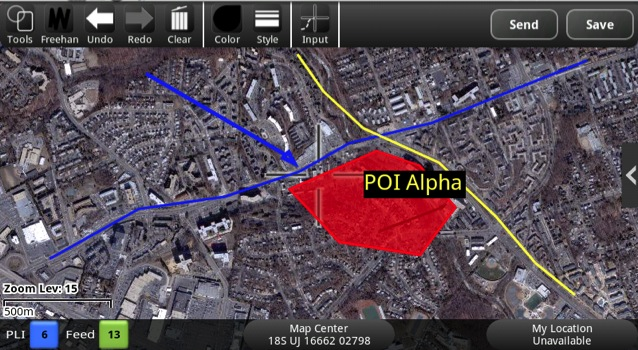 Tools Freehan Undo Redo Clear Color Style Input Send Save
POI Alpha
Zoom Lev: 15
500m
PLI 6 Feed 13
Map Center
18S UJ 16662 02798
My Location
Unavailable